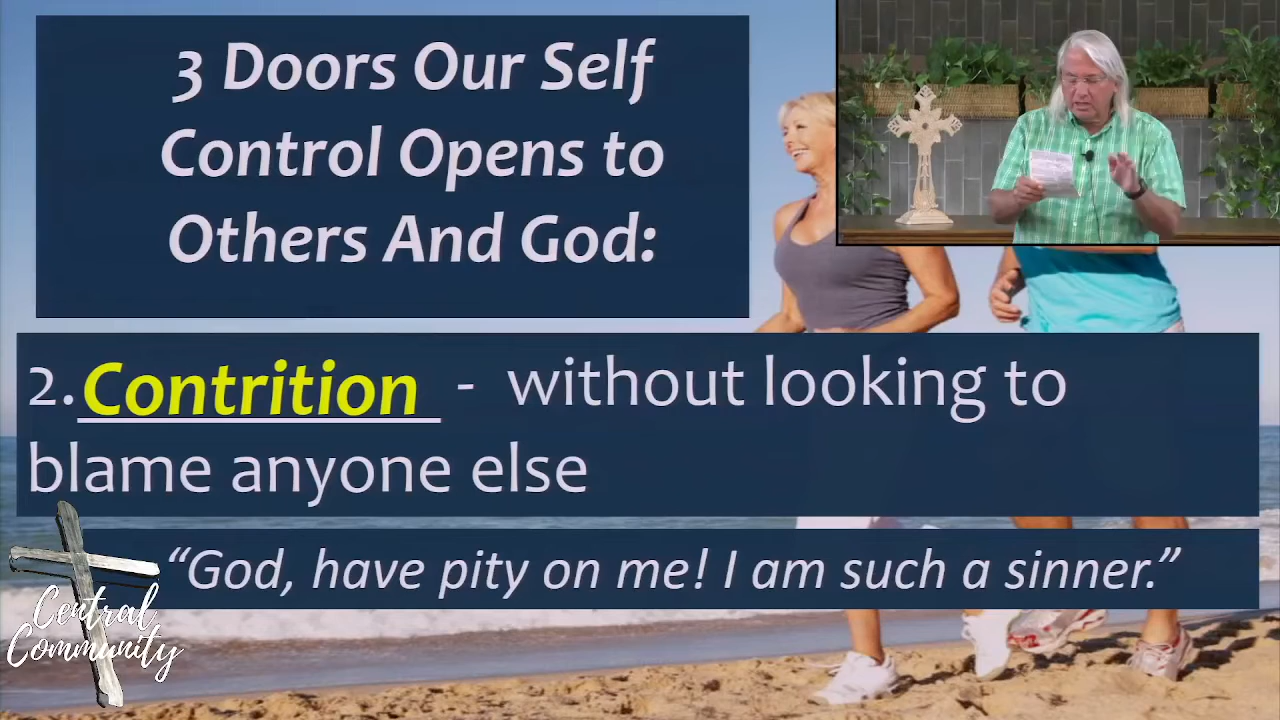 3 Doors Our Self
Control Opens to
Others And God:
2. Contrition - without looking to
blame anyone else
“God, have pity on me! I am such a sinner.”
Central
Community